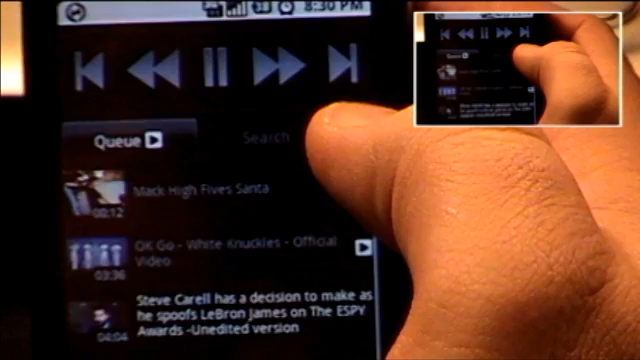 8:30 PM
Queue
Search
Mack High Fives Santa
00:12
OK Go - White Knuckles - Official
Video
03:36
Steve Carell has a decision to make as
he spoofs LeBron James on The ESPY
Awards -Unedited version
04:04